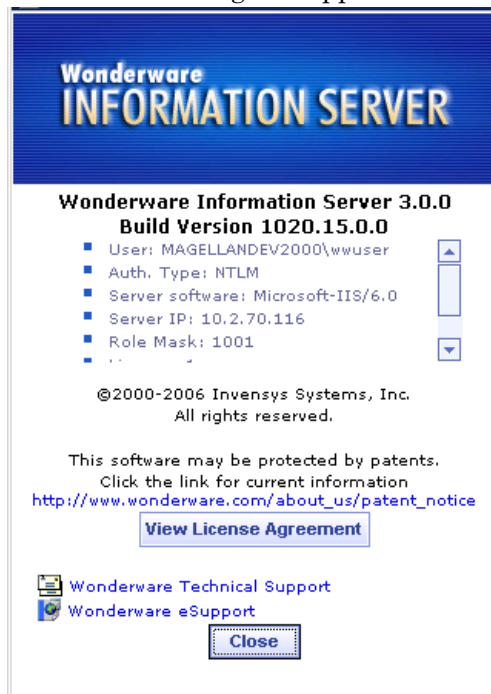 Wonderware
INFORMATION SERVER
Wonderware Information Server 3.0.0
Build Version 1020.15.0.0
User: MAGELLANDEV2000\wwuser
Auth. Type: NTLM
Server software: Microsoft-IIS/6.0
Server IP: 10.2.70.116
Role Mask: 1001
©2000-2006 Invensys Systems, Inc.
All rights reserved.
This software may be protected by patents.
Click the link for current information
http://www.wonderware.com/about_us/patent_notice
View License Agreement
Wonderware Technical Support
Wonderware eSupport
Close